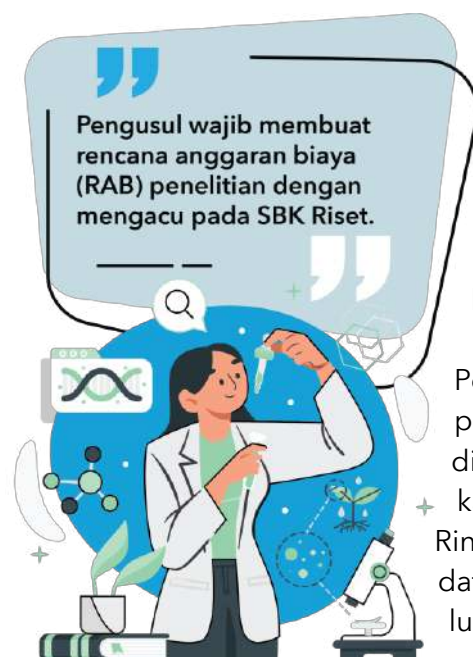 Pengusul wajib membuat
rencana anggaran biaya
(RAB) penelitian dengan
mengacu pada SBK Riset.